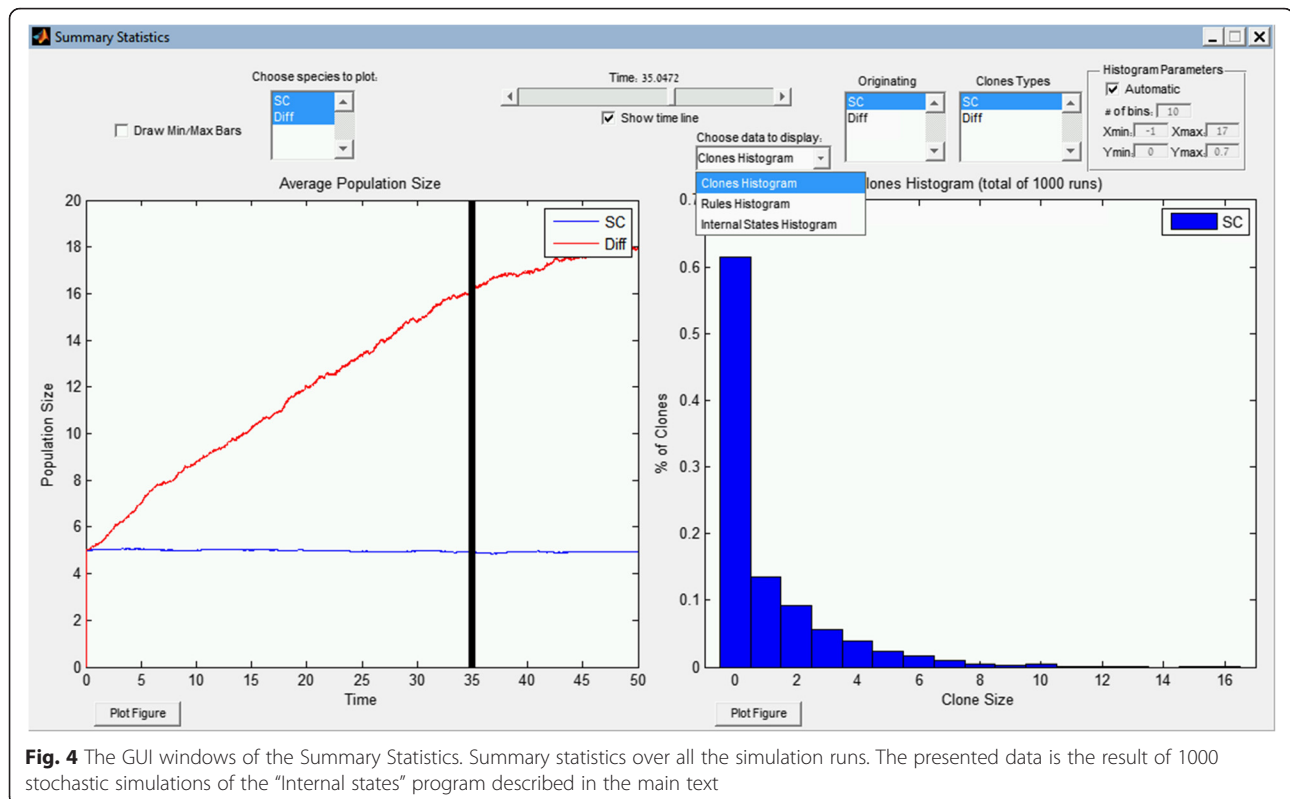 Summary Statistics
Choose species to plot:
SC
Diff
Draw Min/Max Bars
Time: 35.0472
Show time line
Choose data to display:
Clones Histogram
Clones Histogram
Rules Histogram
Internal States Histogram
Originating
SC
Diff
Clones Types
SC
Diff
Histogram Parameters
Automatic
# of bins: 10
Xmin: -1 Xmax: 17
Ymin: 0 Ymax: 0.7
Average Population Size
SC
Diff
20
18
16
14
12
10
8
6
4
2
0
Population Size
0 5 10 15 20 25 30 35 40 45 50
Time
Plot Figure
lones Histogram (total of 1000 runs)
SC
0.7
0.6
0.5
0.4
0.3
0.2
0.1
0
% of Clones
0 2 4 6 8 10 12 14 16
Clone Size
Plot Figure
Fig. 4 The GUI windows of the Summary Statistics. Summary statistics over all the simulation runs. The presented data is the result of 1000
stochastic simulations of the “Internal states” program described in the main text